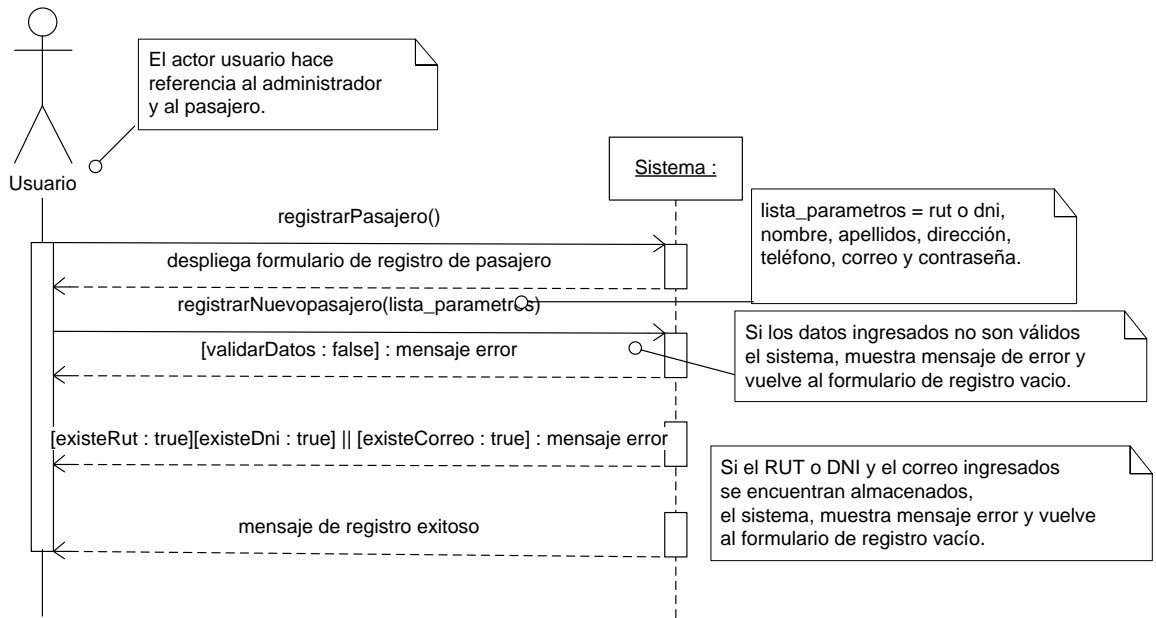 El actor usuario hace
referencia al administrador
y al pasajero.
Usuario
Sistema :
registrarPasajero()
lista_parametros = rut o dni,
nombre, apellidos, dirección,
teléfono, correo y contraseña.
despliega formulario de registro de pasajero
registrarNuevopasajero(lista_parametros)
Si los datos ingresados no son válidos
el sistema, muestra mensaje de error y
vuelve al formulario de registro vacio.
[validarDatos : false] : mensaje error
[existeRut : true][existeDni : true] || [existeCorreo : true] : mensaje error
Si el RUT o DNI y el correo ingresados
se encuentran almacenados,
el sistema, muestra mensaje error y vuelve
al formulario de registro vacío.
mensaje de registro exitoso